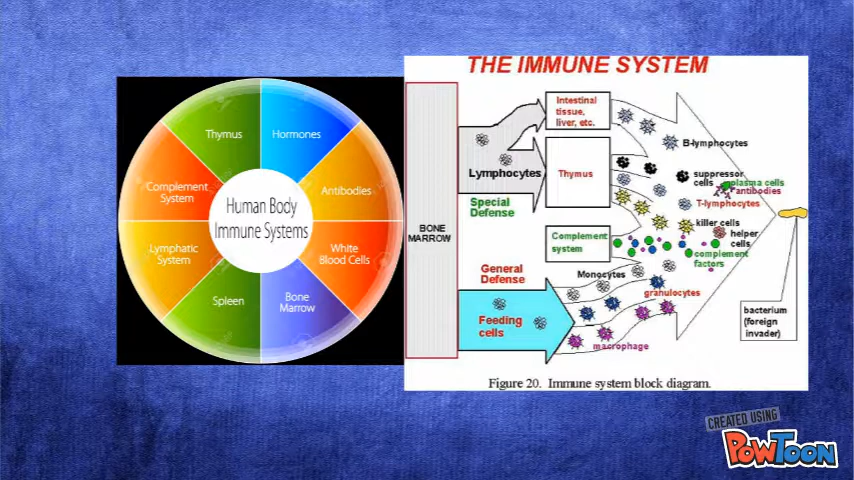 THE IMMUNE SYSTEM
Thymus
Hormones
Antibodies
White
Blood Cells
Bone
Marrow
Spleen
Lymphatic
System
Complement
System
Human Body
Immune Systems
BONE
MARROW
Lymphocytes
Special
Defense
General
Defense
Feeding
cells
Intestinal
tissue,
liver, etc.
Thymus
Complement
system
Monocytes
B-lymphocytes
suppressor
cells
plasma cells
antibodies
T-lymphocytes
killer cells
helper
cells
complement
factors
granulocytes
macrophage
bacterium
(foreign
invader)
Figure 20. Immune system block diagram.
CREATED USING
POWTOON